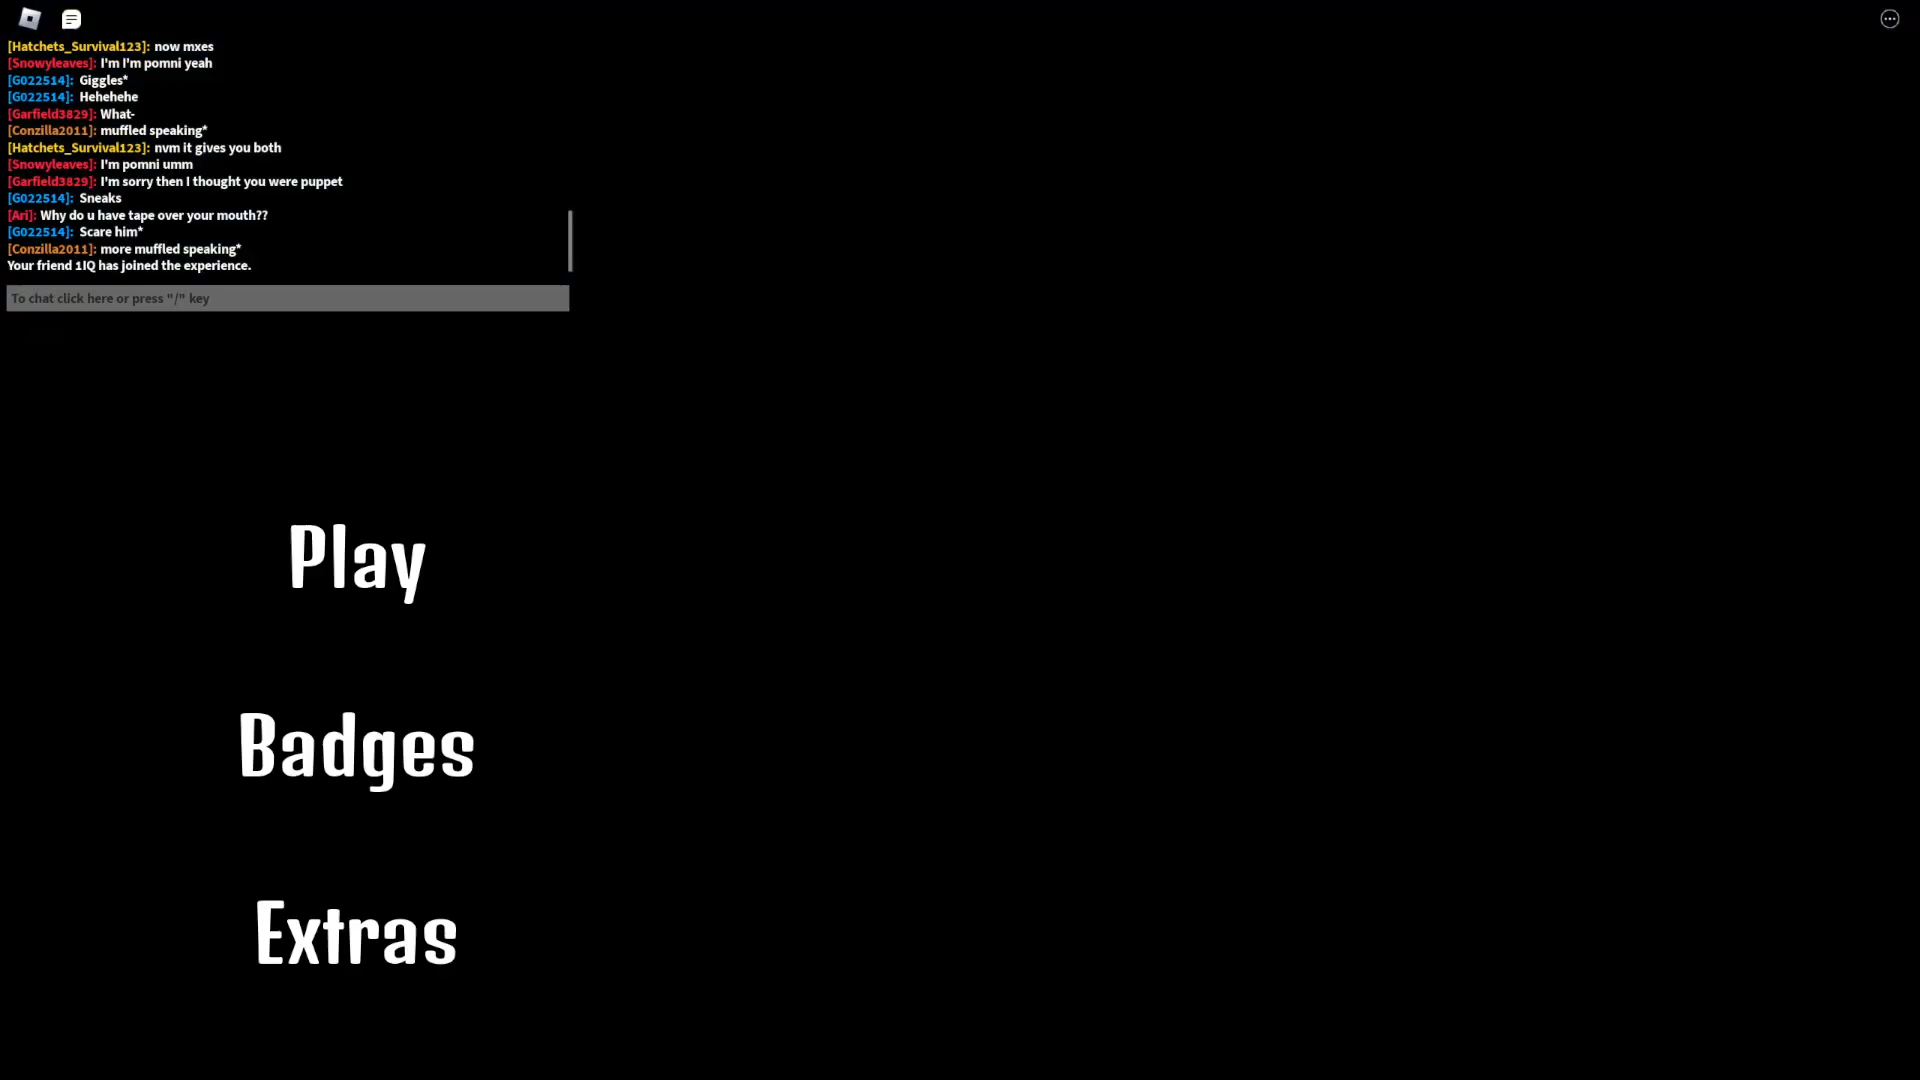 [Hatchets_Survival123]: now mxes
[Snowyleaves]: I'm I'm pomni yeah
[G022514]: Giggles*
[G022514]: Hehehehe
[Garfield3829]: What-
[Conzilla2011]: muffled speaking*
[Hatchets_Survival123]: nvm it gives you both
[Snowyleaves]: I'm pomni umm
[Garfield3829]: I'm sorry then I thought you were puppet
[G022514]: Sneaks
[Ari]: Why do u have tape over your mouth??
[G022514]: Scare him*
[Conzilla2011]: more muffled speaking*
Your friend 1IQ has joined the experience.
To chat click here or press "/" key
Play
Badges
Extras